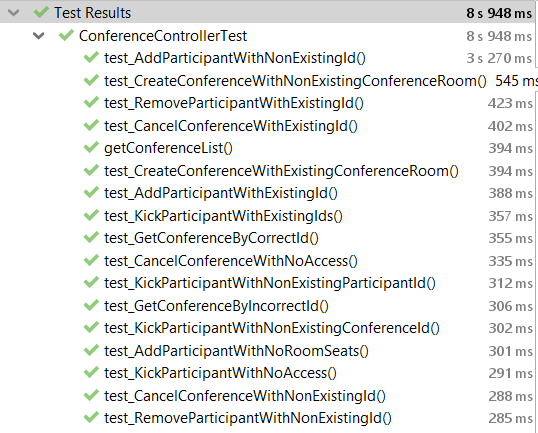 Test Results 8 s 948 ms
ConferenceControllerTest 8 s 948 ms
test_AddParticipantWithNonExistingId() 3 s 270 ms
test_CreateConferenceWithNonExistingConferenceRoom() 545 ms
test_RemoveParticipantWithExistingId() 423 ms
test_CancelConferenceWithExistingId() 402 ms
getConferenceList() 394 ms
test_CreateConferenceWithExistingConferenceRoom() 394 ms
test_AddParticipantWithExistingId() 388 ms
test_KickParticipantWithExistingIds() 357 ms
test_GetConferenceByCorrectId() 355 ms
test_CancelConferenceWithNoAccess() 335 ms
test_KickParticipantWithNonExistingParticipantId() 312 ms
test_GetConferenceByIncorrectId() 306 ms
test_KickParticipantWithNonExistingConferenceId() 302 ms
test_AddParticipantWithNoRoomSeats() 301 ms
test_KickParticipantWithNoAccess() 291 ms
test_CancelConferenceWithNonExistingId() 288 ms
test_RemoveParticipantWithNonExistingId() 285 ms